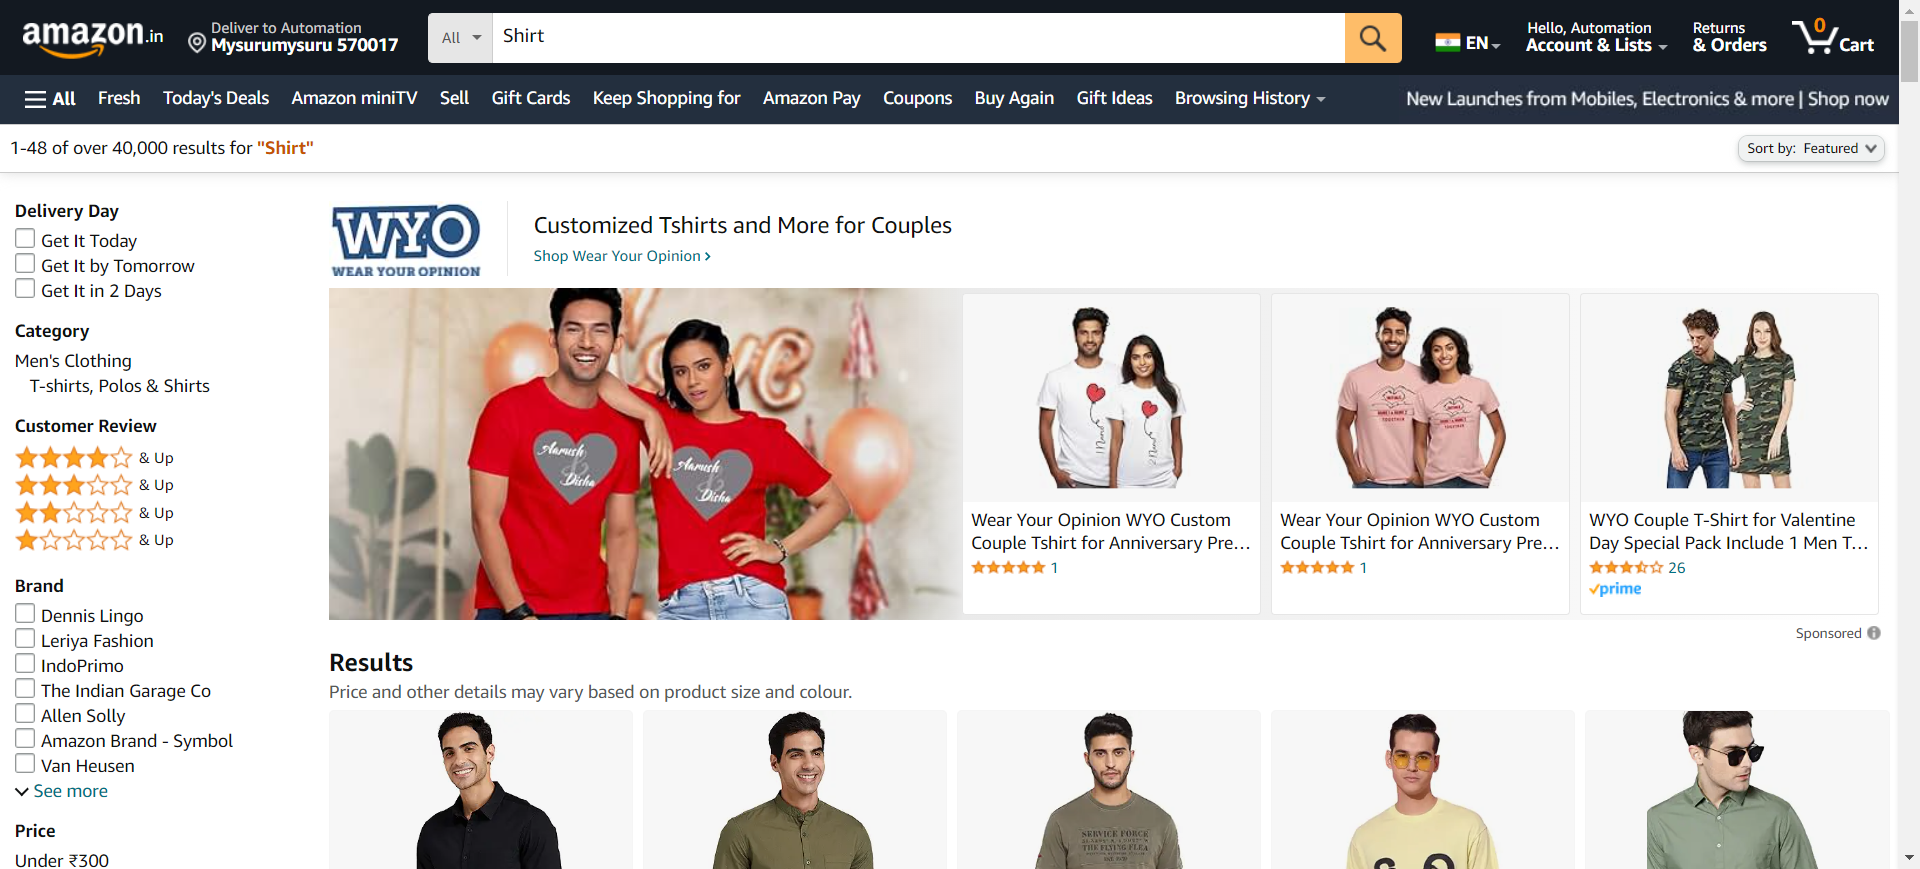 amazon.in
Deliver to Automation
Mysurumysuru 570017
All
Shirt
EN
Hello, Automation
Account & Lists
Returns
& Orders
0
Cart
All
Fresh
Today's Deals
Amazon miniTV
Sell
Gift Cards
Keep Shopping for
Amazon Pay
Coupons
Buy Again
Gift Ideas
Browsing History
New Launches from Mobiles, Electronics & more | Shop now
1-48 of over 40,000 results for "Shirt"
Sort by: Featured
Delivery Day
Get It Today
Get It by Tomorrow
Get It in 2 Days
Category
Men's Clothing
T-shirts, Polos & Shirts
Customer Review
& Up
& Up
& Up
& Up
Brand
Dennis Lingo
Leriya Fashion
IndoPrimo
The Indian Garage Co
Allen Solly
Amazon Brand - Symbol
Van Heusen
See more
Price
Under ₹300
WYO
WEAR YOUR OPINION
Customized Tshirts and More for Couples
Shop Wear Your Opinion ›
Love
Aarush
&
Disha
Aarush
&
Disha
Wear Your Opinion WYO Custom
Couple Tshirt for Anniversary Pre...
1
Wear Your Opinion WYO Custom
Couple Tshirt for Anniversary Pre...
1
WYO Couple T-Shirt for Valentine
Day Special Pack Include 1 Men T...
26
prime
Sponsored
Results
Price and other details may vary based on product size and colour.
SERVICE FORCE
THE FLYING FLEA